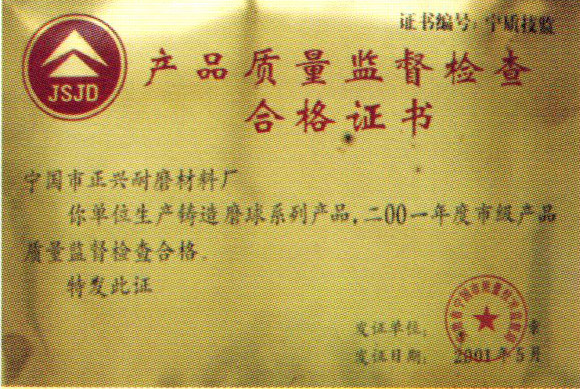 证书编号：宁质技监
JSJD
产品质量监督检查
合格证书
宁国市正兴耐磨材料厂
你单位生产铸造磨球系列产品，二00一年度市级产品
质量监督检查合格。
特发此证
发证单位： 章
发证日期： 2001年5月